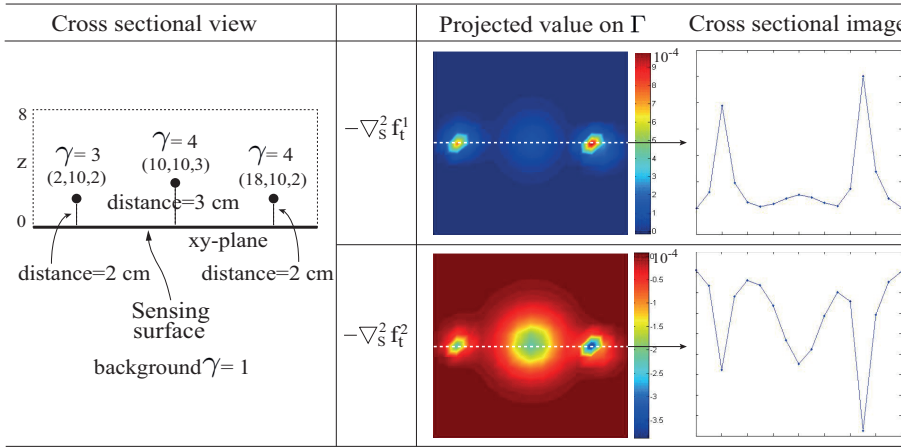 Cross sectional view
Projected value on Γ
Cross sectional image
8
z
0
γ= 3
(2,10,2)
γ= 4
(10,10,3)
γ= 4
(18,10,2)
distance=3 cm
xy-plane
distance=2 cm
distance=2 cm
Sensing
surface
background γ= 1
−∇²ₛ f¹ₜ
10⁻⁴
9
8
7
6
5
4
3
2
1
0
−∇²ₛ f²ₜ
10⁻⁴
-0.5
-1
-1.5
-2
-2.5
-3
-3.5